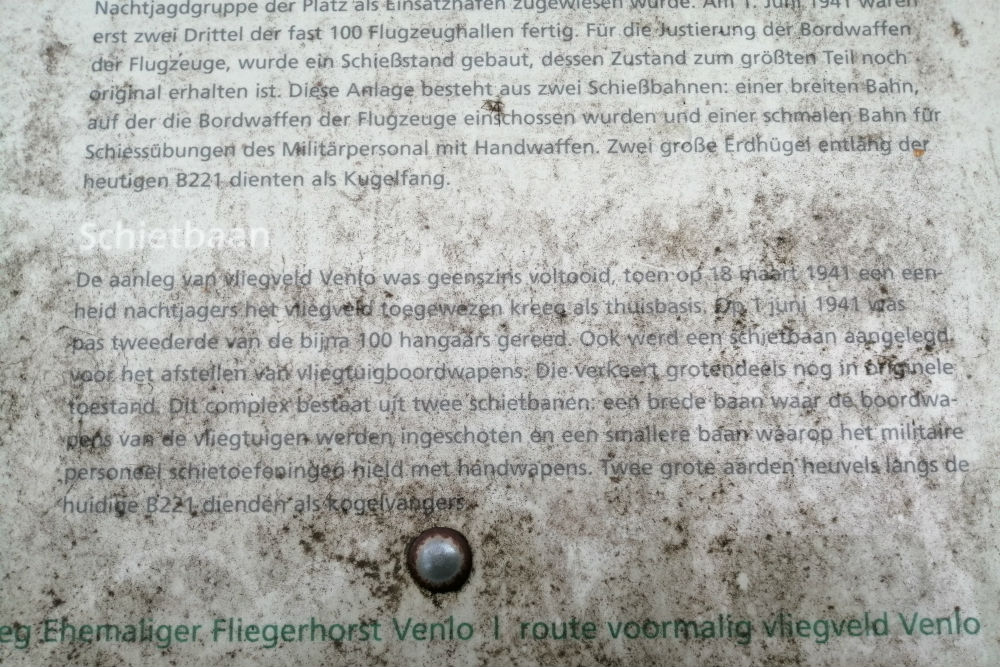 Nachtjagdgruppe der Platz als Einsatzhafen zugewiesen wurde. Am 1. Juni 1941 waren
erst zwei Drittel der fast 100 Flugzeughallen fertig. Für die Justierung der Bordwaffen
der Flugzeuge, wurde ein Schießstand gebaut, dessen Zustand zum größten Teil noch
original erhalten ist. Diese Anlage besteht aus zwei Schießbahnen: einer breiten Bahn,
auf der die Bordwaffen der Flugzeuge einschossen wurden und einer schmalen Bahn für
Schiessübungen des Militärpersonal mit Handwaffen. Zwei große Erdhügel entlang der
heutigen B221 dienten als Kugelfang.
Schietbaan
De aanleg van vliegveld Venlo was geenszins voltooid, toen op 18 maart 1941 een een-
heid nachtjagers het vliegveld toegewezen kreeg als thuisbasis. Op 1 juni 1941 was
pas tweederde van de bijna 100 hangaars gereed. Ook werd een schietbaan aangelegd
voor het afstellen van vliegtuigboordwapens. Die verkeert grotendeels nog in originele
toestand. Dit complex bestaat uit twee schietbanen: een brede baan waar de boordwa-
pens van de vliegtuigen werden ingeschoten en een smallere baan waarop het militaire
personeel schietoefeningen hield met handwapens. Twee grote aarden heuvels langs de
huidige B221 dienden als kogelvangers.
eg Ehemaliger Fliegerhorst Venlo | route voormalig vliegveld Venlo